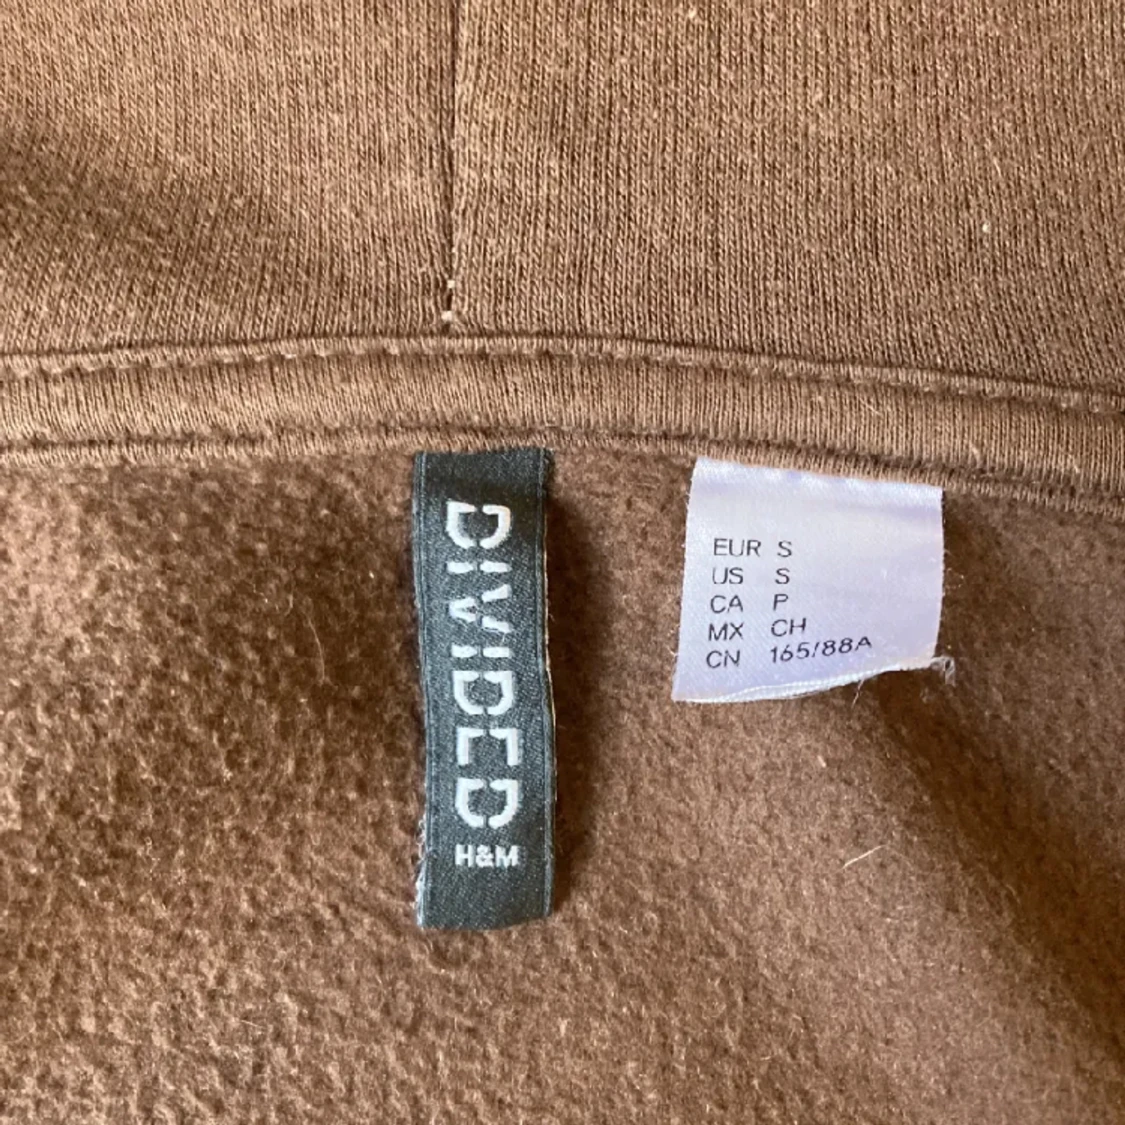 DIVIDED
H&M
EUR S
US S
CA P
MX CH
CN 165/88A